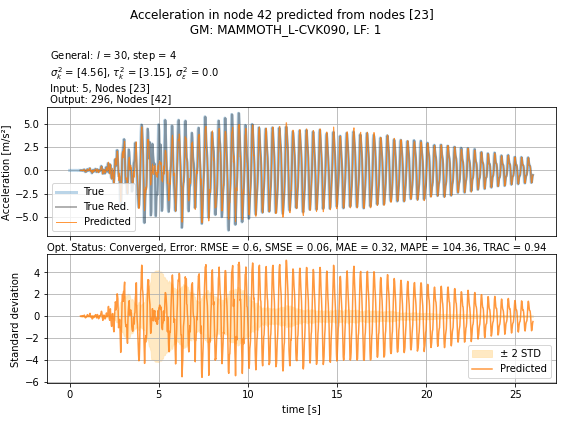 Acceleration in node 42 predicted from nodes [23]
GM: MAMMOTH_L-CVK090, LF: 1
General: l = 30, step = 4
σ²ₖ = [4.56], τ²ₖ = [3.15], σ²ε = 0.0
Input: 5, Nodes [23]
Output: 296, Nodes [42]
Acceleration [m/s²]
5.0
2.5
0.0
−2.5
−5.0
True
True Red.
Predicted
Opt. Status: Converged, Error: RMSE = 0.6, SMSE = 0.06, MAE = 0.32, MAPE = 104.36, TRAC = 0.94
Standard deviation
4
2
0
−2
−4
−6
± 2 STD
Predicted
0 5 10 15 20 25
time [s]